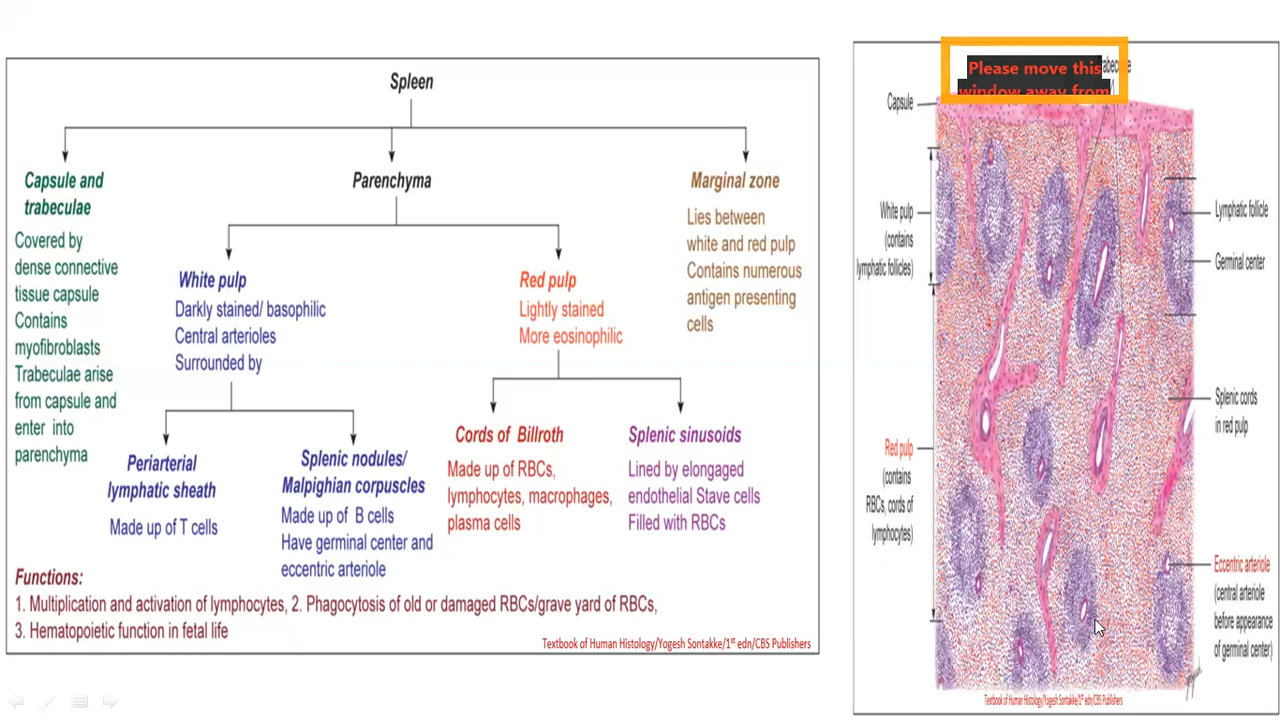 Spleen
Capsule and
trabeculae
Covered by
dense connective
tissue capsule
Contains
myofibroblasts
Trabeculae arise
from capsule and
enter into
parenchyma
Parenchyma
White pulp
Darkly stained/ basophilic
Central arterioles
Surrounded by
Periarterial
lymphatic sheath
Made up of T cells
Splenic nodules/
Malpighian corpuscles
Made up of B cells
Have germinal center and
eccentric arteriole
Red pulp
Lightly stained
More eosinophilic
Cords of Billroth
Made up of RBCs,
lymphocytes, macrophages,
plasma cells
Splenic sinusoids
Lined by elongaged
endothelial Stave cells
Filled with RBCs
Marginal zone
Lies between
white and red pulp
Contains numerous
antigen presenting
cells
Functions:
1. Multiplication and activation of lymphocytes, 2. Phagocytosis of old or damaged RBCs/grave yard of RBCs,
3. Hematopoietic function in fetal life
Textbook of Human Histology/Yogesh Sontakke/1st edn/CBS Publishers
Please move this
window away from
Capsule
White pulp
(contains
lymphatic follicles)
Red pulp
(contains
RBCs, cords of
lymphocytes)
Lymphatic follicle
Germinal center
Splenic cords
in red pulp
Eccentric arteriole
(central arteriole
before appearance
of germinal center)
Textbook of Human Histology/Yogesh Sontakke/1st edn/CBS Publishers